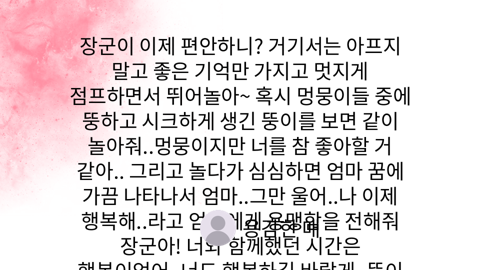 장군이 이제 편안하니? 거기서는 아프지
말고 좋은 기억만 가지고 멋지게
점프하면서 뛰어놀아~ 혹시 멍뭉이들 중에
뚱하고 시크하게 생긴 뚱이를 보면 같이
놀아줘..멍뭉이지만 너를 참 좋아할 거
같아.. 그리고 놀다가 심심하면 엄마 꿈에
가끔 나타나서 엄마..그만 울어..나 이제
행복해..라고 전해줘
장군아! 너와 함께했던 시간은